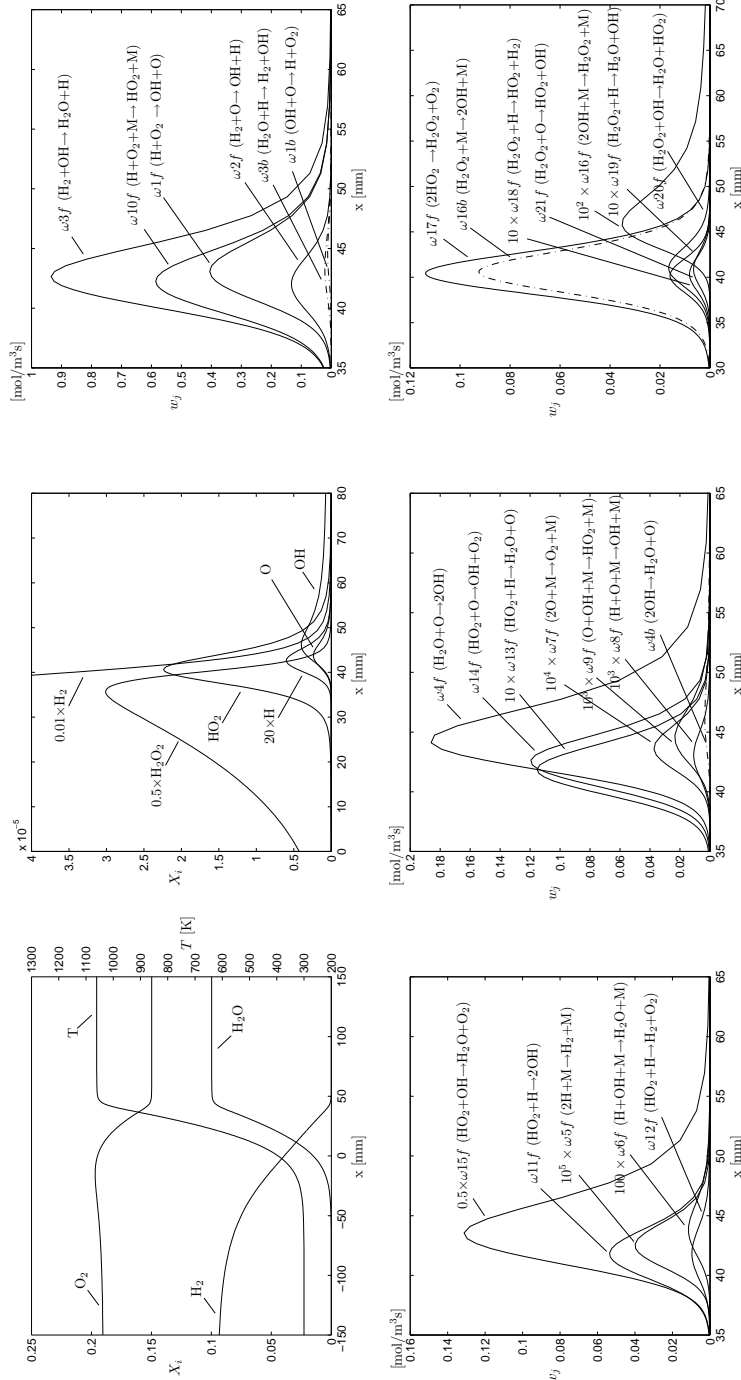 X_i
0.25
0.2
0.15
0.1
0.05
0
−150
−100
−50
0
50
100
150
x [mm]
1300
1200
1100
1000
900
800
700
600
500
400
300
200
T [K]
O₂
T
H₂
H₂O
x 10⁻⁵
4
3.5
3
2.5
2
1.5
1
0.5
0
X_i
0
10
20
30
40
50
60
70
80
x [mm]
0.01×H₂
0.5×H₂O₂
HO₂
20×H
O
OH
[mol/m³s]
1
0.9
0.8
0.7
0.6
0.5
0.4
0.3
0.2
0.1
0
w_j
35
40
45
50
55
60
65
x [mm]
ω3f (H₂+OH→H₂O+H)
ω10f (H+O₂+M→HO₂+M)
ω1f (H+O₂→OH+O)
ω2f (H₂+O→OH+H)
ω3b (H₂O+H→H₂+OH)
ω1b (OH+O→H+O₂)
[mol/m³s]
0.14
0.12
0.1
0.08
0.06
0.04
0.02
0
w_j
35
40
45
50
55
60
65
x [mm]
0.5×ω15f (HO₂+OH→H₂O+O₂)
ω11f (HO₂+H→2OH)
10⁵ × ω5f (2H+M→H₂+M)
100 × ω6f (H+OH+M→H₂O+M)
ω12f (HO₂+H→H₂+O₂)
[mol/m³s]
0.2
0.18
0.16
0.14
0.12
0.1
0.08
0.06
0.04
0.02
0
w_j
35
40
45
50
55
60
65
x [mm]
ω4f (H₂O+O→2OH)
ω14f (HO₂+O→OH+O₂)
10 × ω13f (HO₂+H→H₂O+O)
10⁴ × ω7f (2O+M→O₂+M)
× ω9f (O+OH+M→HO₂+M)
10³ × ω8f (H+O+M→OH+M)
ω4b (2OH→H₂O+O)
[mol/m³s]
0.12
0.1
0.08
0.06
0.04
0.02
0
w_j
30
35
40
45
50
55
60
65
70
x [mm]
ω17f (2HO₂→H₂O₂+O₂)
ω16b (H₂O₂+M→2OH+M)
10 × ω18f (H₂O₂+H→HO₂+H₂)
ω21f (H₂O₂+O→HO₂+OH)
10² × ω16f (2OH+M→H₂O₂+M)
10 × ω19f (H₂O₂+H→H₂O+OH)
ω20f (H₂O₂+OH→H₂O+HO₂)